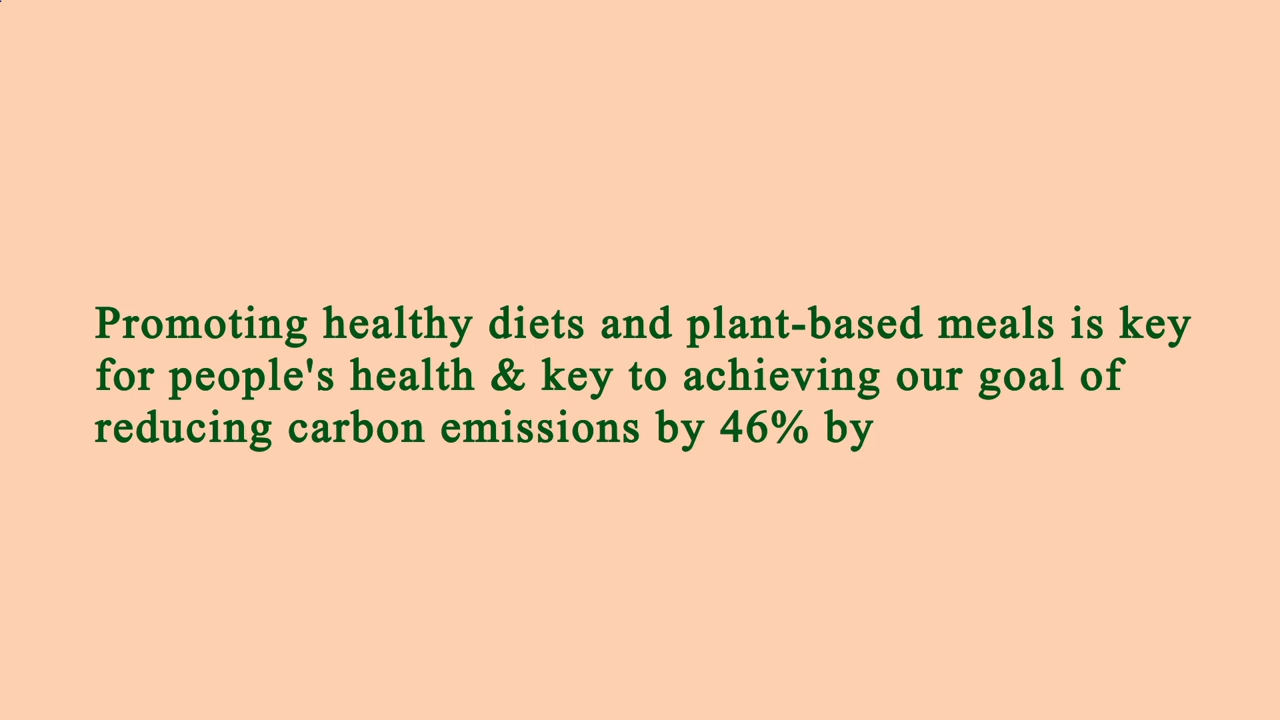 Promoting healthy diets and plant-based meals is key
for people's health & key to achieving our goal of
reducing carbon emissions by 46% by